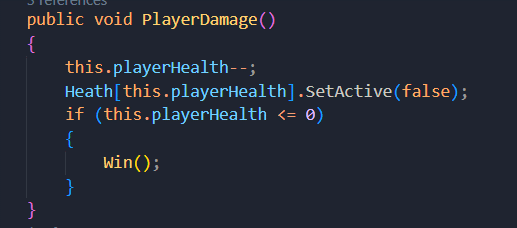 3 references
public void PlayerDamage()
{
this.playerHealth--;
Heath[this.playerHealth].SetActive(false);
if (this.playerHealth <= 0)
{
Win();
}
}